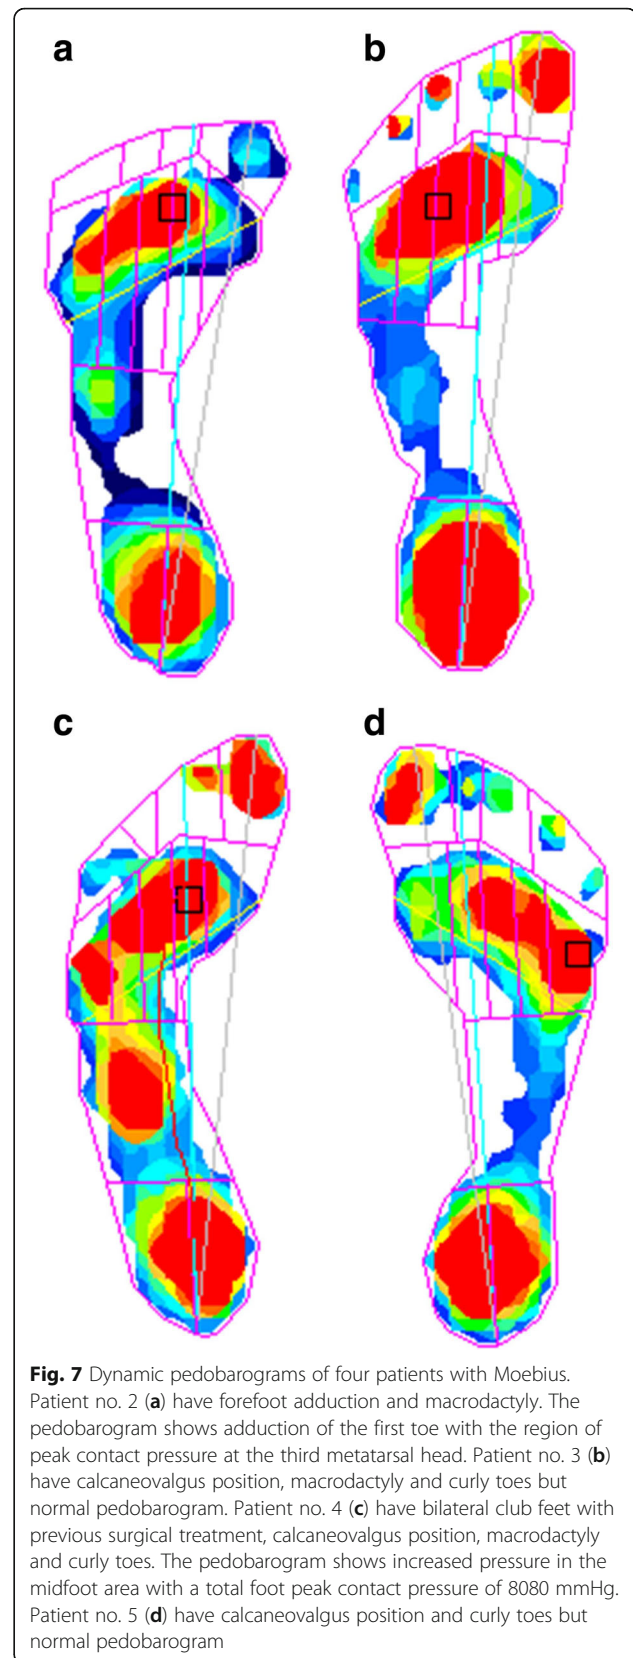 a
b
c
d
Fig. 7 Dynamic pedobarograms of four patients with Moebius.
Patient no. 2 (a) have forefoot adduction and macrodactyly. The
pedobarogram shows adduction of the first toe with the region of
peak contact pressure at the third metatarsal head. Patient no. 3 (b)
have calcaneovalgus position, macrodactyly and curly toes but
normal pedobarogram. Patient no. 4 (c) have bilateral club feet with
previous surgical treatment, calcaneovalgus position, macrodactyly
and curly toes. The pedobarogram shows increased pressure in the
midfoot area with a total foot peak contact pressure of 8080 mmHg.
Patient no. 5 (d) have calcaneovalgus position and curly toes but
normal pedobarogram